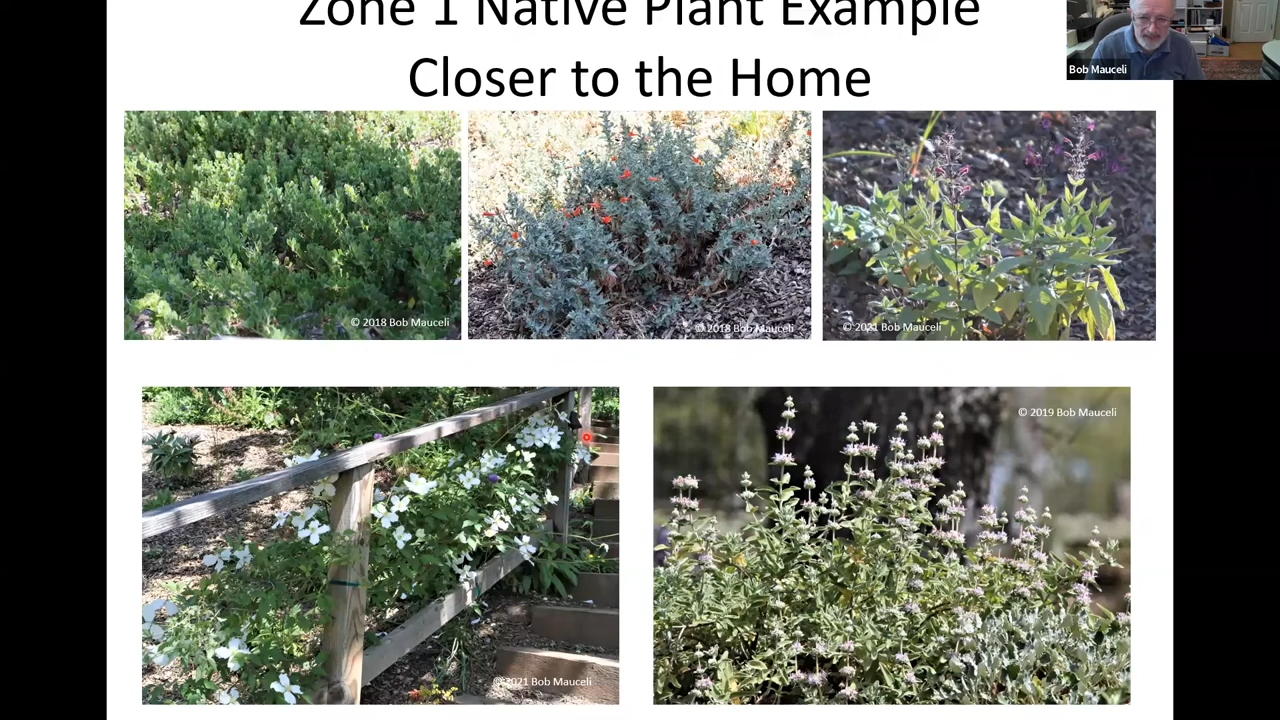 Zone 1 Native Plant Example
Closer to the Home
Bob Mauceli
© 2018 Bob Mauceli
© 2018 Bob Mauceli
© 2021 Bob Mauceli
© 2019 Bob Mauceli
©2021 Bob Mauceli